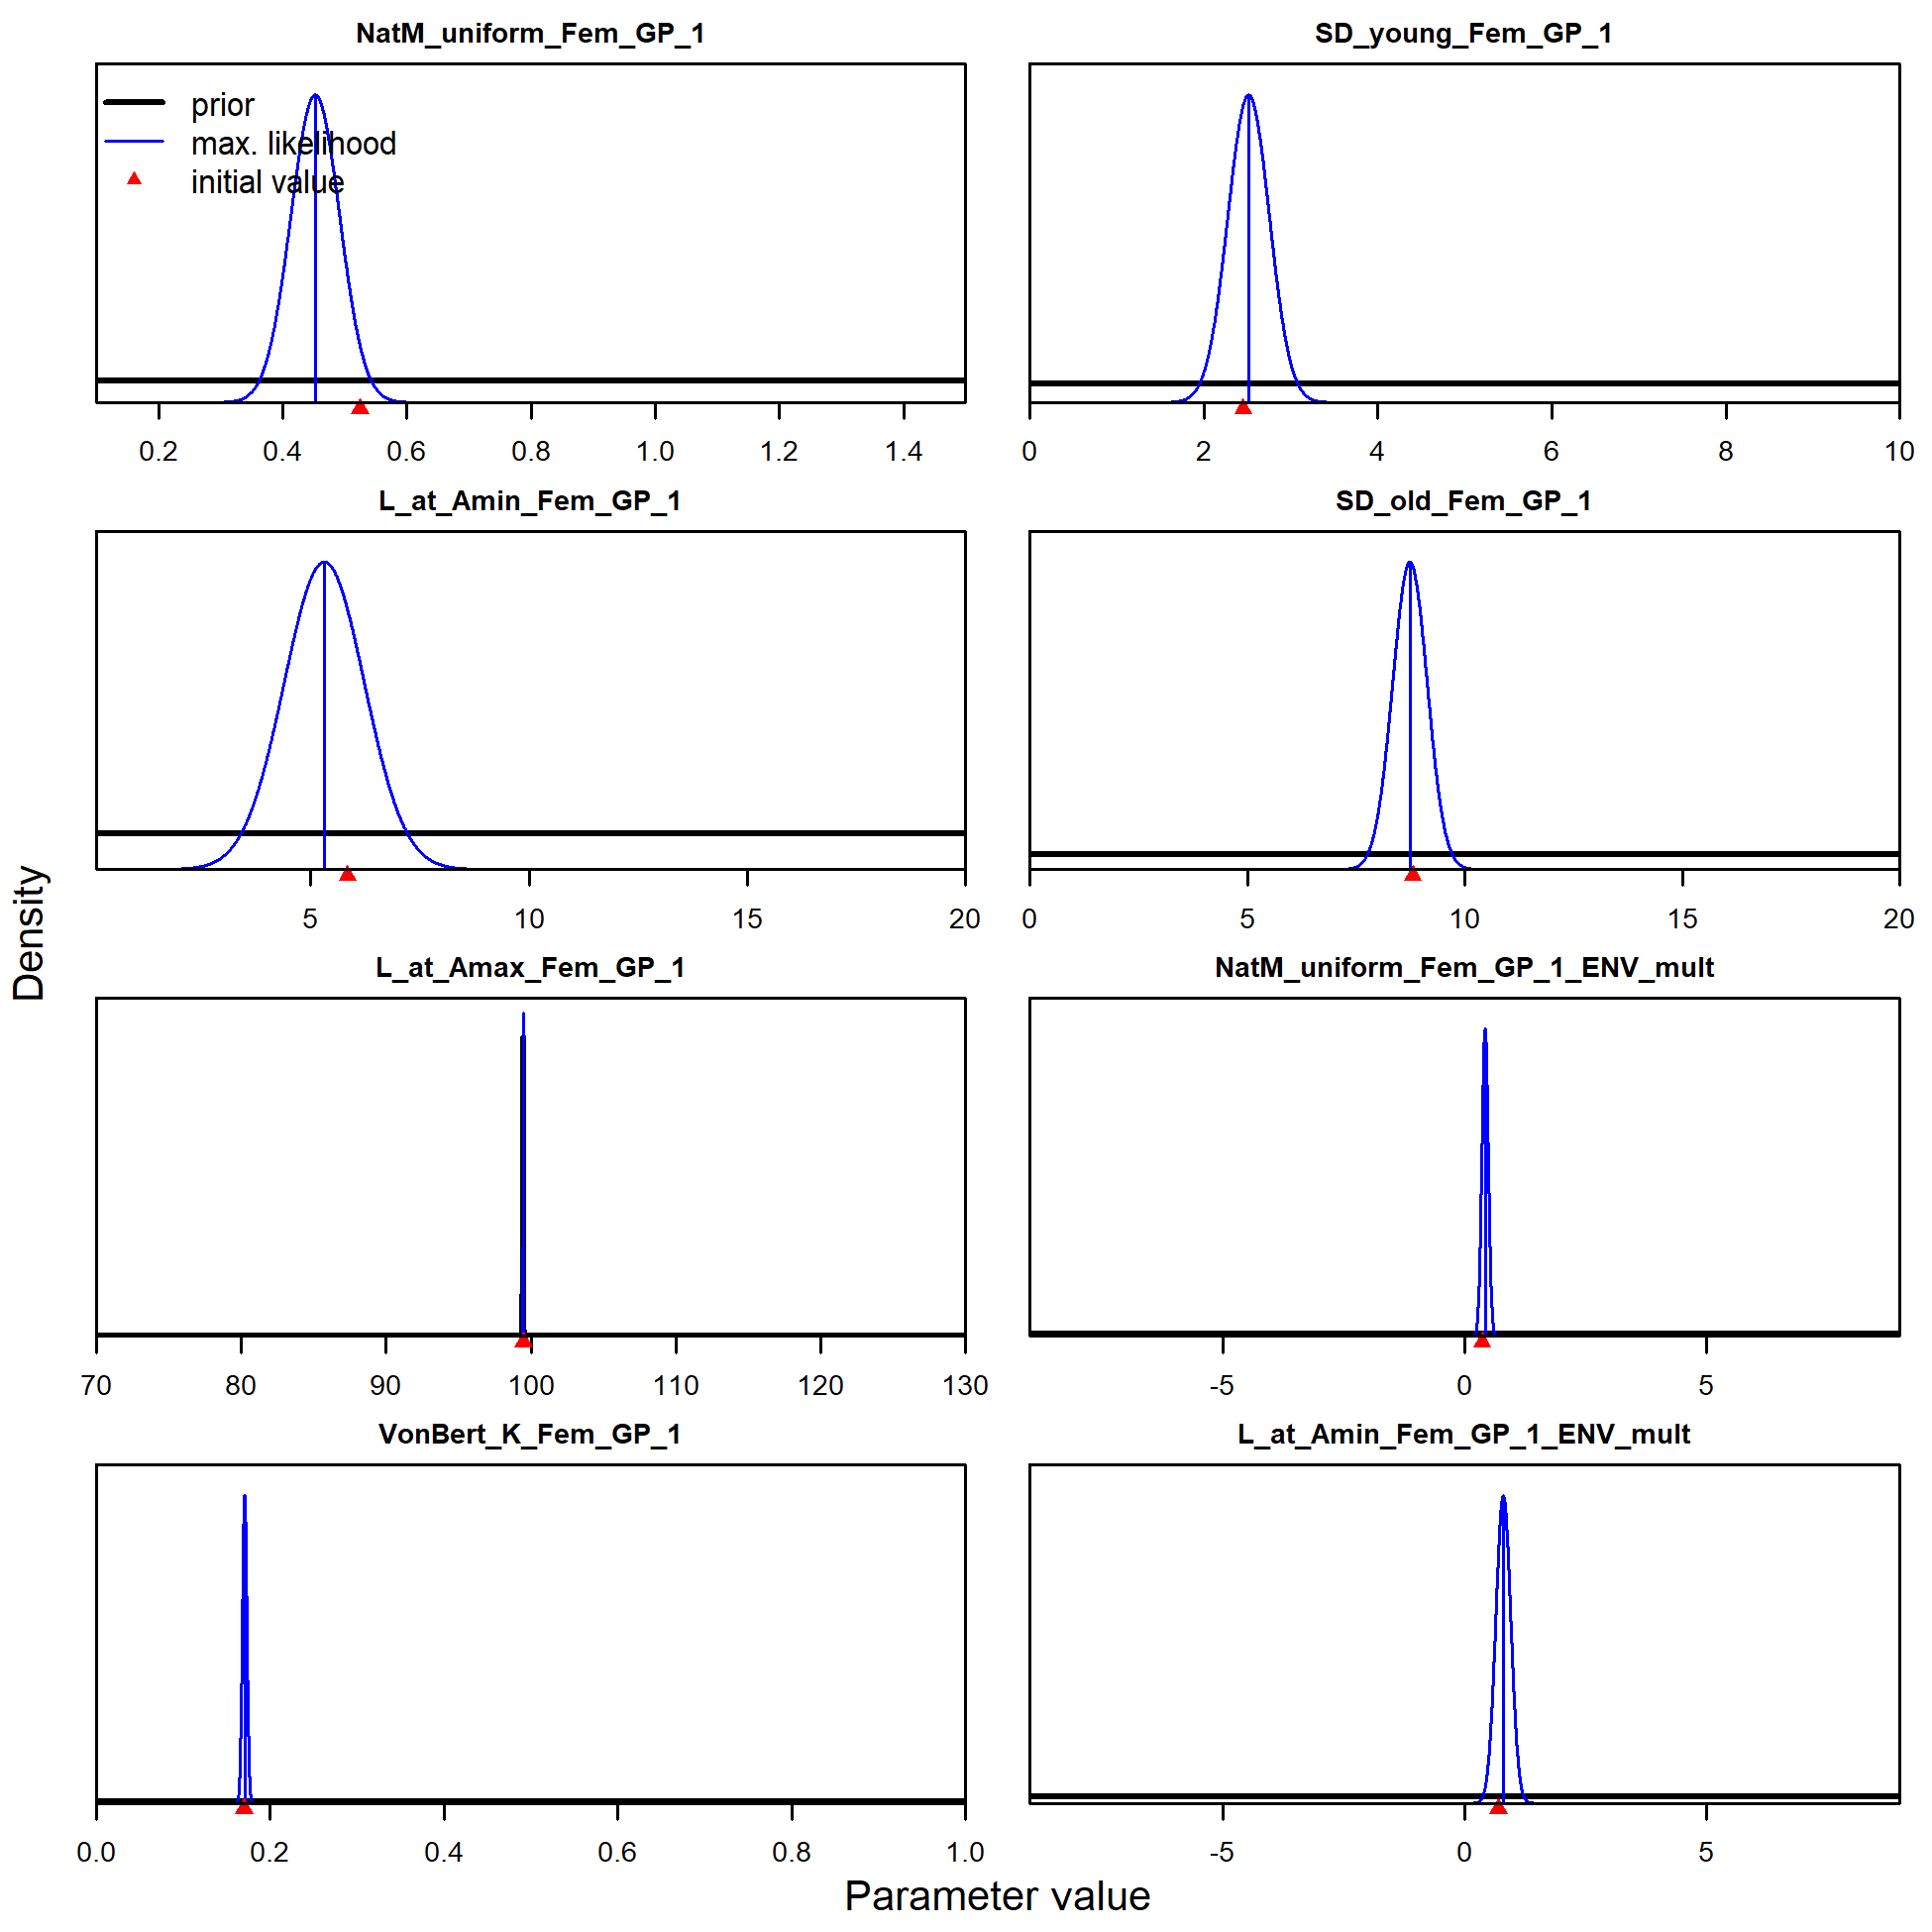 NatM_uniform_Fem_GP_1
prior
max. likelihood
initial value
0.2 0.4 0.6 0.8 1.0 1.2 1.4
SD_young_Fem_GP_1
0 2 4 6 8 10
L_at_Amin_Fem_GP_1
5 10 15 20
SD_old_Fem_GP_1
0 5 10 15 20
L_at_Amax_Fem_GP_1
70 80 90 100 110 120 130
NatM_uniform_Fem_GP_1_ENV_mult
-5 0 5
VonBert_K_Fem_GP_1
0.0 0.2 0.4 0.6 0.8 1.0
L_at_Amin_Fem_GP_1_ENV_mult
-5 0 5
Density
Parameter value